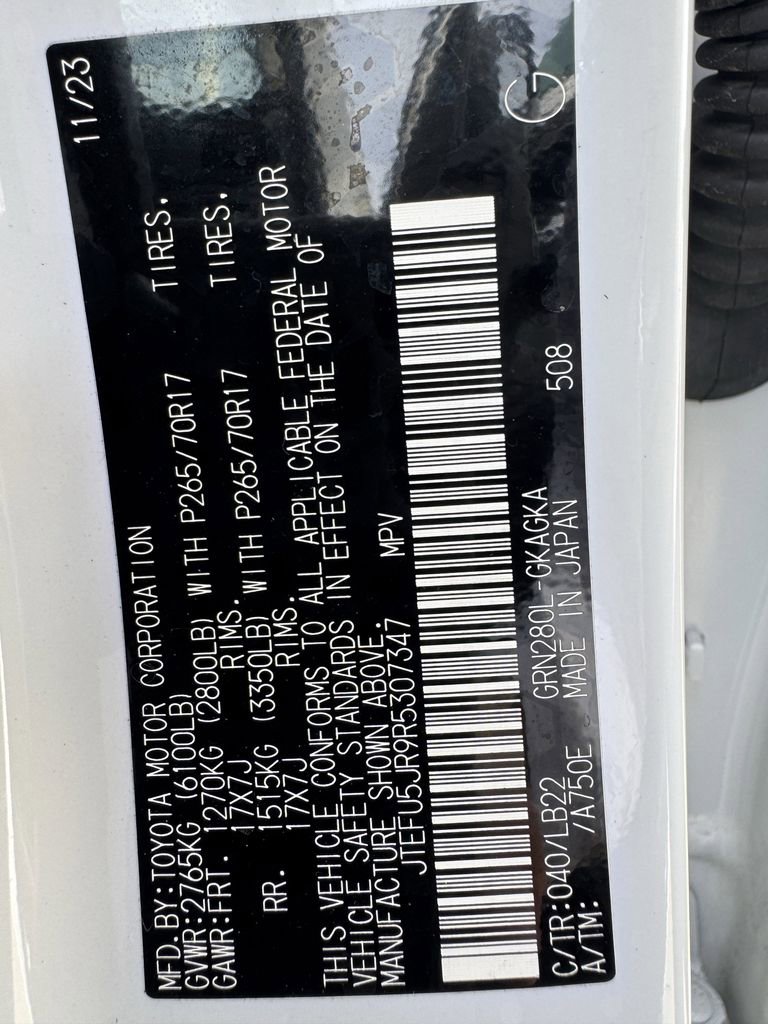 MFD.BY:TOYOTA MOTOR CORPORATION 11/23
GVWR:2765KG (6100LB)
GAWR:FRT. 1270KG (2800LB) WITH P265/70R17 TIRES,
17X7J RIMS.
RR. 1515KG (3350LB) WITH P265/70R17 TIRES,
17X7J RIMS.
THIS VEHICLE CONFORMS TO ALL APPLICABLE FEDERAL MOTOR
VEHICLE SAFETY STANDARDS IN EFFECT ON THE DATE OF
MANUFACTURE SHOWN ABOVE.
JTEFU5JR9R5307347 MPV
C/TR:040/LB22 GRN280L-GKAGKA 508 G
A/TM: /A750E MADE IN JAPAN